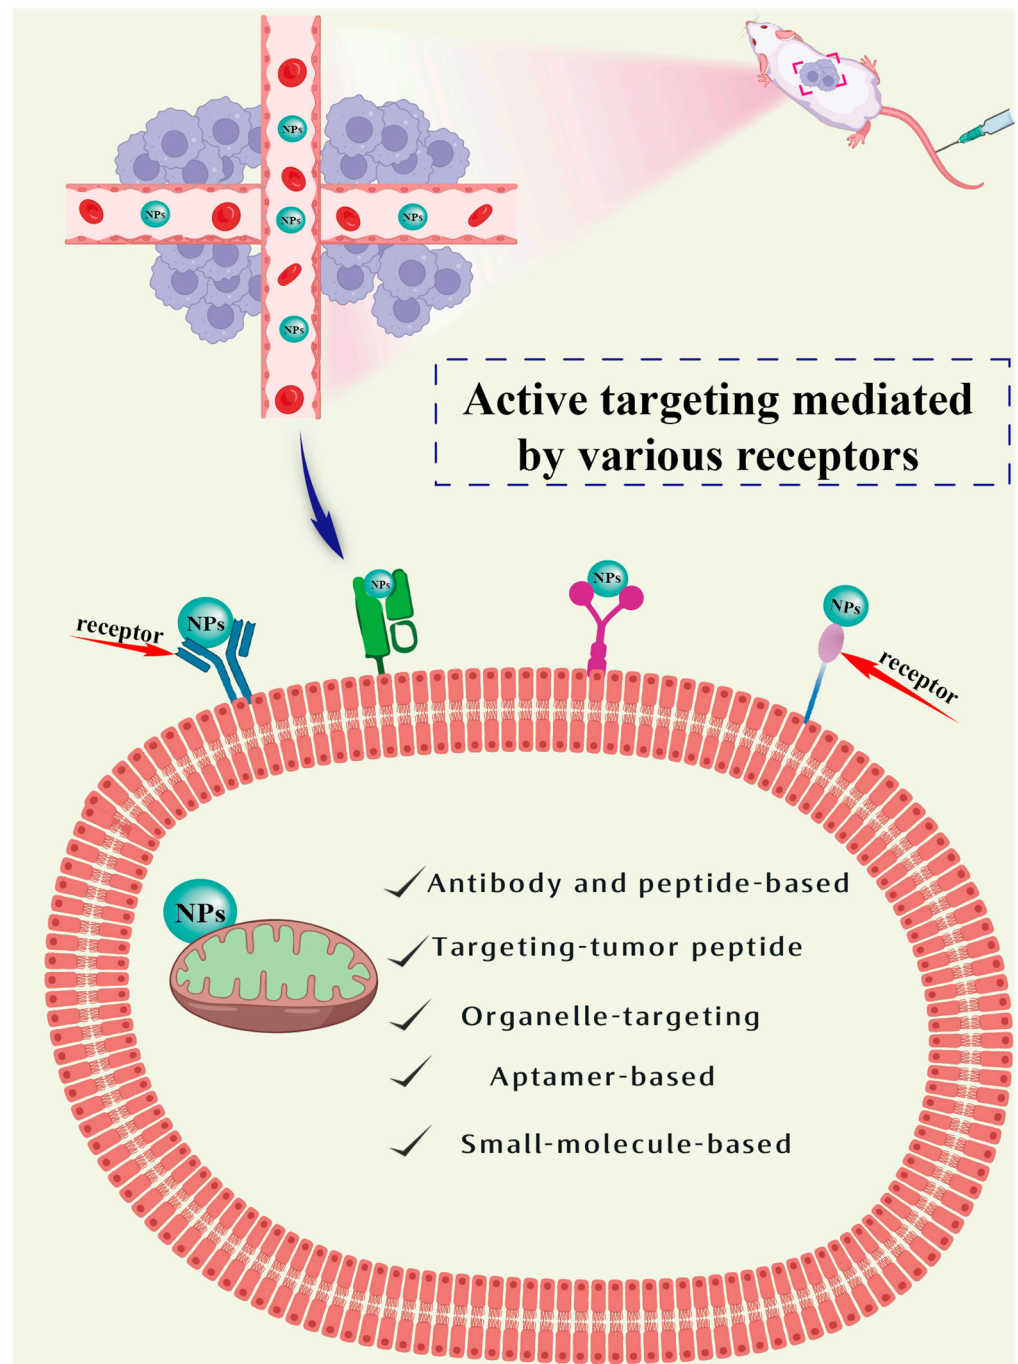 NPs
NPs
NPs
NPs
NPs
Active targeting mediated
by various receptors
NPs
NPs
NPs
NPs
receptor
receptor
Antibody and peptide-based
NPs
Targeting-tumor peptide
Organelle-targeting
Aptamer-based
Small-molecule-based